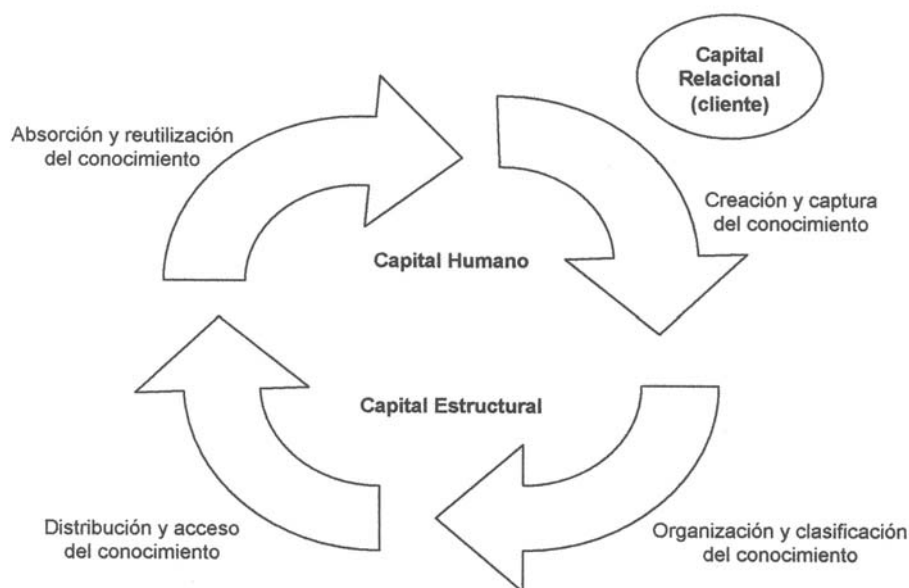 Capital
Relacional
(cliente)
Absorción y reutilización
del conocimiento
Creación y captura
del conocimiento
Capital Humano
Capital Estructural
Distribución y acceso
del conocimiento
Organización y clasificación
del conocimiento